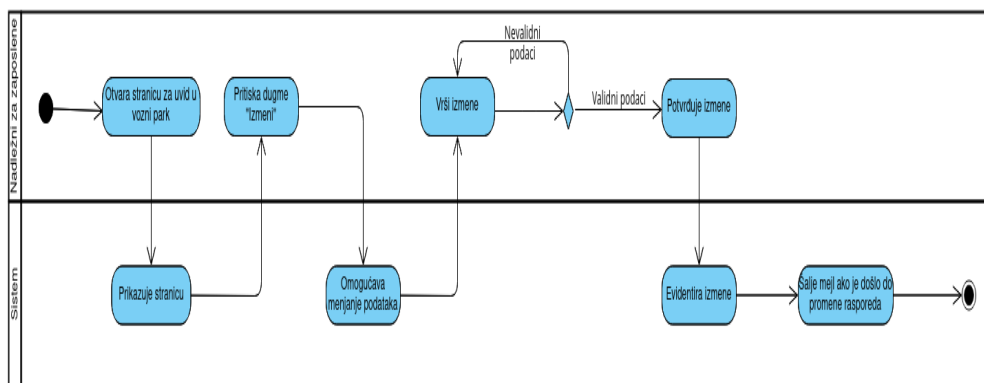 Nadležni za zaposlene
Otvara stranicu za uvid u
vozni park
Pritiska dugme
"Izmeni"
Vrši izmene
Nevalidni
podaci
Validni podaci
Potvrđuje izmene
Sistem
Prikazuje stranicu
Omogućava
menjanje podataka
Evidentira izmene
Šalje mejl ako je došlo do
promene rasporeda